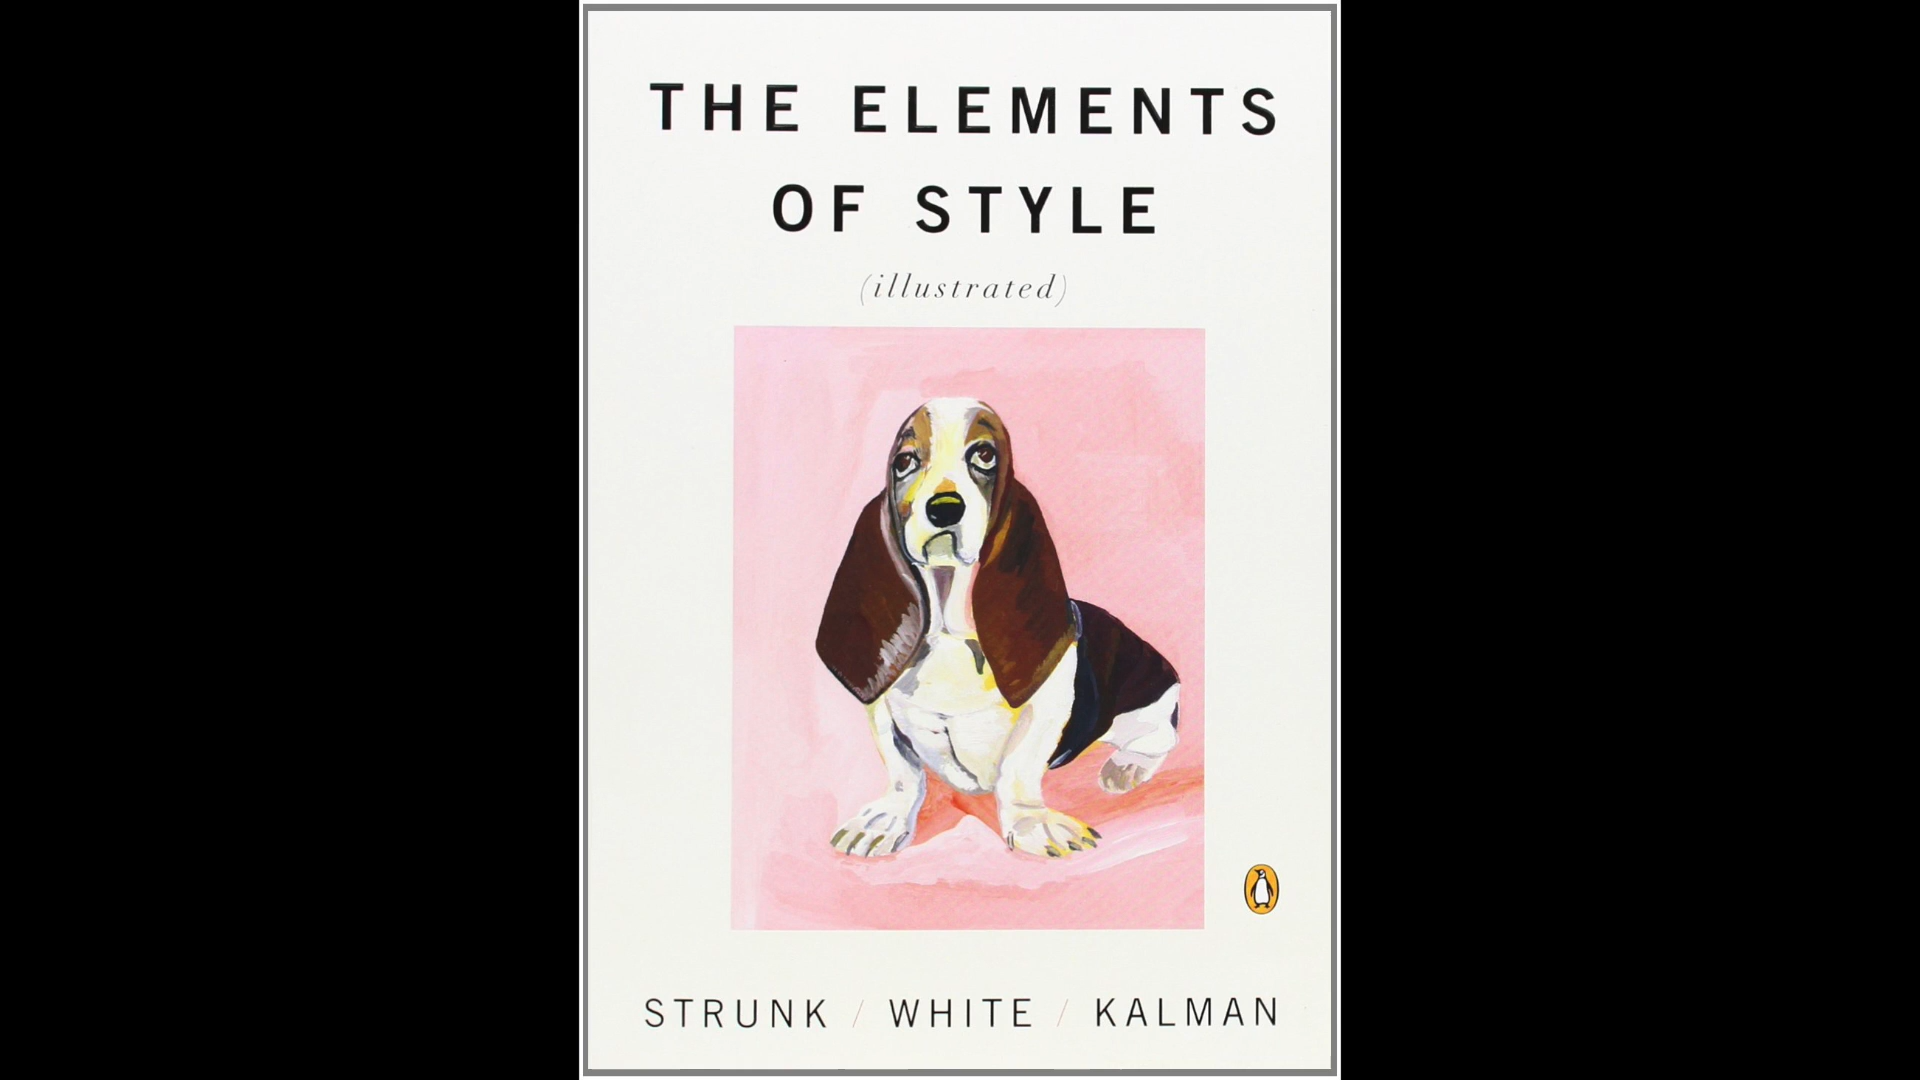 THE ELEMENTS
OF STYLE
(illustrated)
STRUNK / WHITE / KALMAN